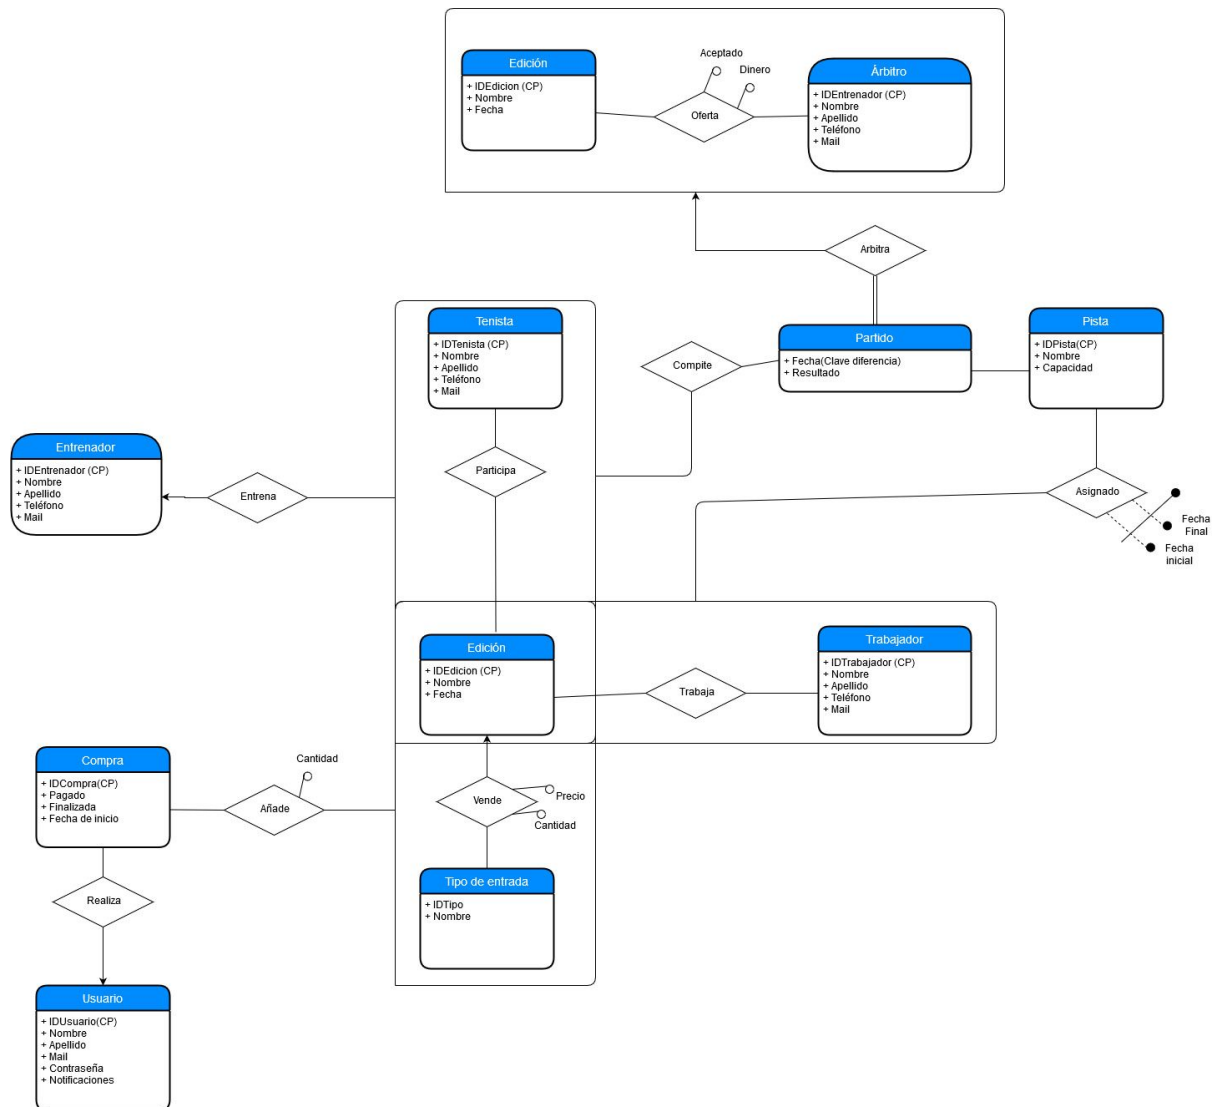 Edición
+ IDEdicion (CP)
+ Nombre
+ Fecha
Aceptado
Dinero
Oferta
Árbitro
+ IDEntrenador (CP)
+ Nombre
+ Apellido
+ Teléfono
+ Mail
Arbitra
Tenista
+ IDTenista (CP)
+ Nombre
+ Apellido
+ Teléfono
+ Mail
Compite
Partido
+ Fecha(Clave diferencia)
+ Resultado
Pista
+ IDPista(CP)
+ Nombre
+ Capacidad
Entrenador
+ IDEntrenador (CP)
+ Nombre
+ Apellido
+ Teléfono
+ Mail
Entrena
Participa
Asignado
Fecha
Final
Fecha
inicial
Edición
+ IDEdicion (CP)
+ Nombre
+ Fecha
Trabaja
Trabajador
+ IDTrabajador (CP)
+ Nombre
+ Apellido
+ Teléfono
+ Mail
Compra
+ IDCompra(CP)
+ Pagado
+ Finalizada
+ Fecha de inicio
Cantidad
Añade
Vende
Precio
Cantidad
Realiza
Tipo de entrada
+ IDTipo
+ Nombre
Usuario
+ IDUsuario(CP)
+ Nombre
+ Apellido
+ Mail
+ Contraseña
+ Notificaciones